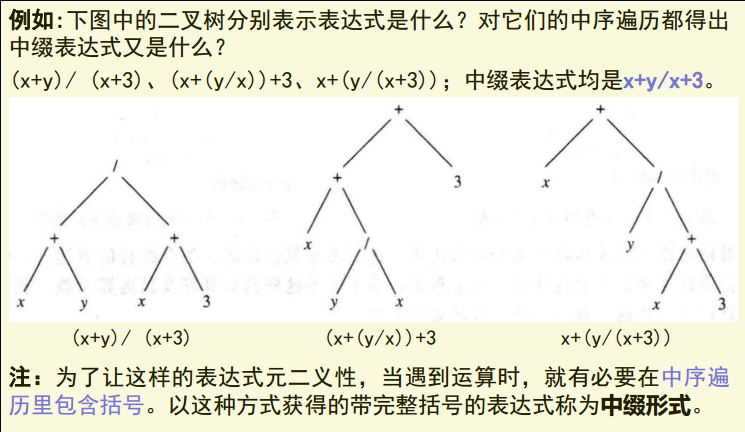 例如:下图中的二叉树分别表示表达式是什么？对它们的中序遍历都得出
中缀表达式又是什么？
(x+y)/ (x+3)、(x+(y/x))+3、x+(y/(x+3))；中缀表达式均是x+y/x+3。
/
+ +
x y x 3
+
+ 3
x /
y x
+
x /
y +
x 3
(x+y)/ (x+3)
(x+(y/x))+3
x+(y/(x+3))
注：为了让这样的表达式元二义性，当遇到运算时，就有必要在中序遍
历里包含括号。以这种方式获得的带完整括号的表达式称为中缀形式。